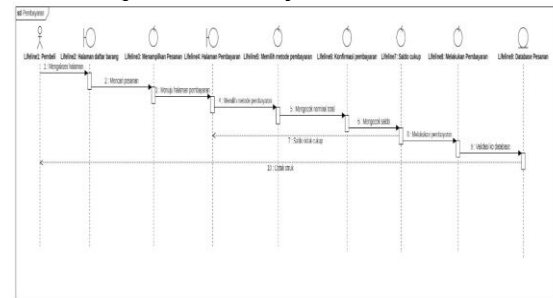 sd Pembayaran
Lifeline1: Pembeli
Lifeline2: Halaman daftar barang
Lifeline3: Menampilkan Pesanan
Lifeline4: Halaman Pembayaran
Lifeline5: Memilih metode pembayaran
Lifeline6: Konfirmasi pembayaran
Lifeline7: Saldo cukup
Lifeline8: Melakukan Pembayaran
Lifeline9: Database Pesanan
1 : Mengakses halaman
2 : Mencari pesanan
3 : Menuju halaman pembayaran
4 : Memilih metode pembayaran
5 : Mengecek nominal total
6 : Mengecek saldo
7 : Saldo tidak cukup
8 : Melakukan pembayaran
9 : Validasi ke database
10 : Cetak struk